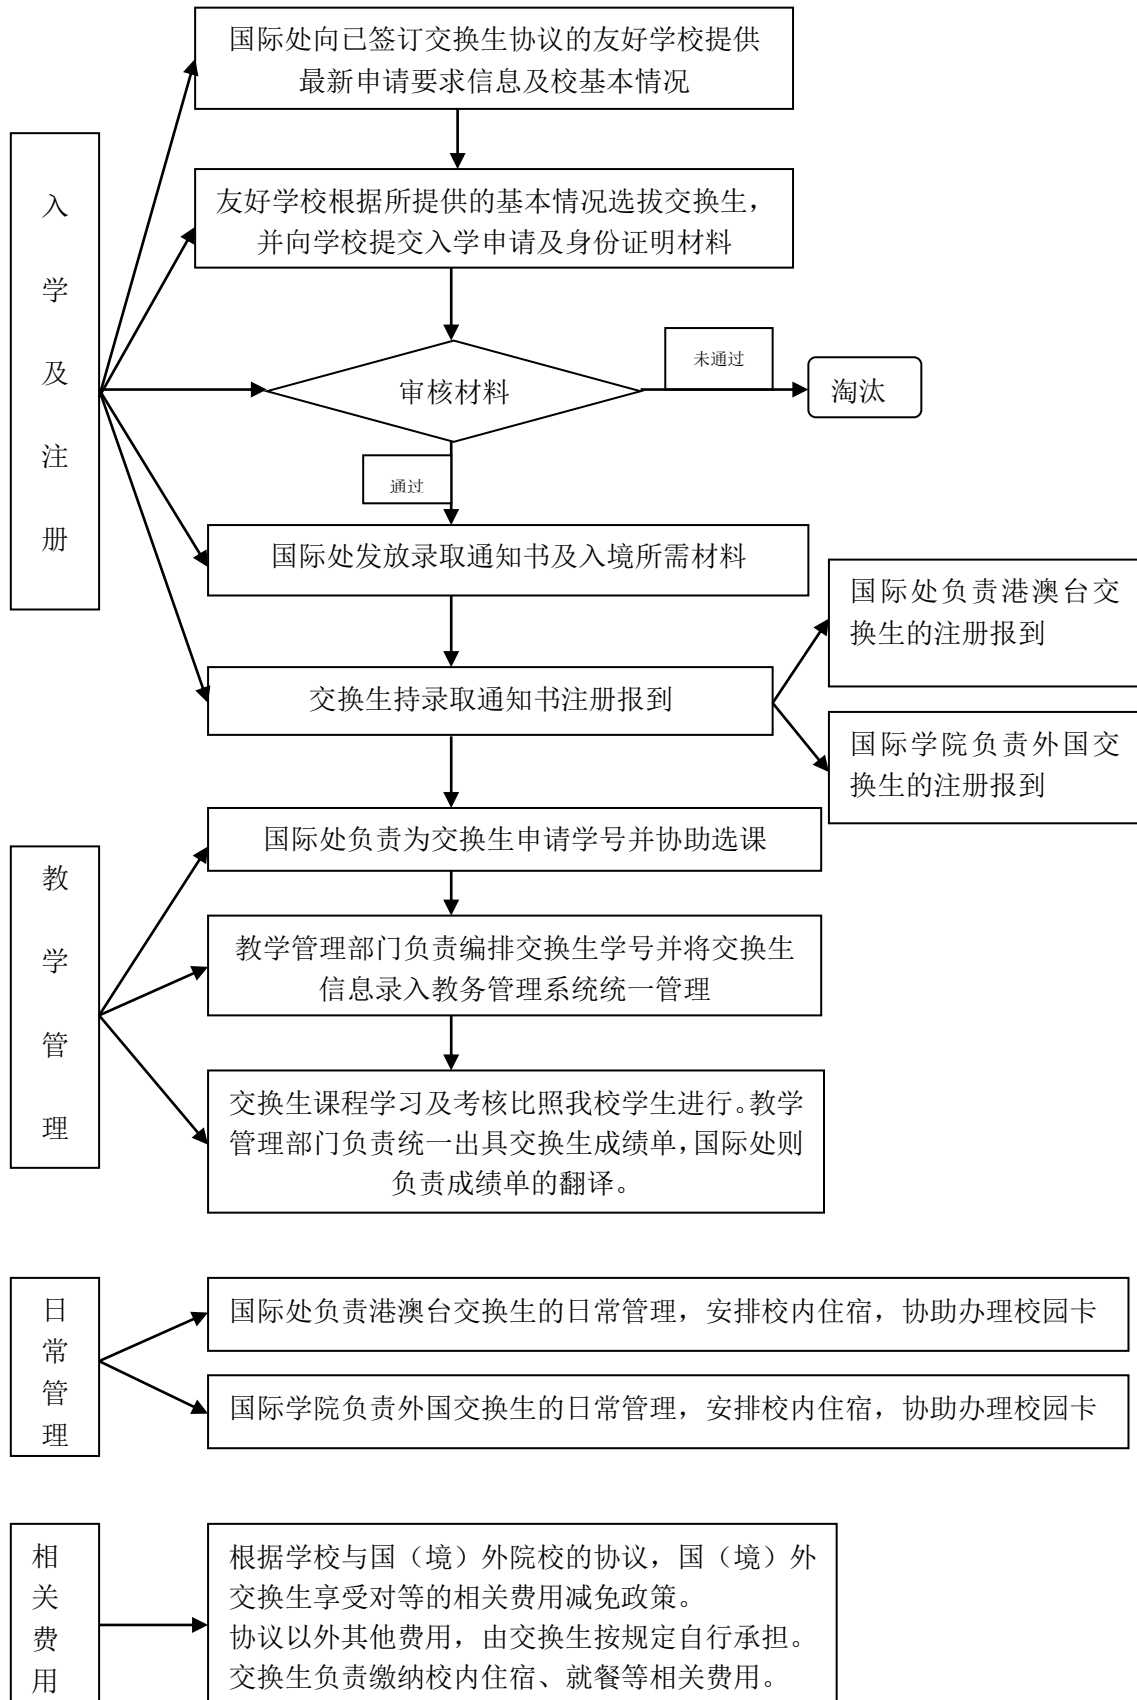 国际处向已签订交换生协议的友好学校提供
最新申请要求信息及校基本情况
入
学
及
注
册
友好学校根据所提供的基本情况选拔交换生，
并向学校提交入学申请及身份证明材料
审核材料
未通过
淘汰
通过
国际处发放录取通知书及入境所需材料
国际处负责港澳台交
换生的注册报到
交换生持录取通知书注册报到
国际学院负责外国交
换生的注册报到
教
学
管
理
国际处负责为交换生申请学号并协助选课
教学管理部门负责编排交换生学号并将交换生
信息录入教务管理系统统一管理
交换生课程学习及考核比照我校学生进行。教学
管理部门负责统一出具交换生成绩单，国际处则
负责成绩单的翻译。
日
常
管
理
国际处负责港澳台交换生的日常管理，安排校内住宿，协助办理校园卡
国际学院负责外国交换生的日常管理，安排校内住宿，协助办理校园卡
相
关
费
用
根据学校与国（境）外院校的协议，国（境）外
交换生享受对等的相关费用减免政策。
协议以外其他费用，由交换生按规定自行承担。
交换生负责缴纳校内住宿、就餐等相关费用。